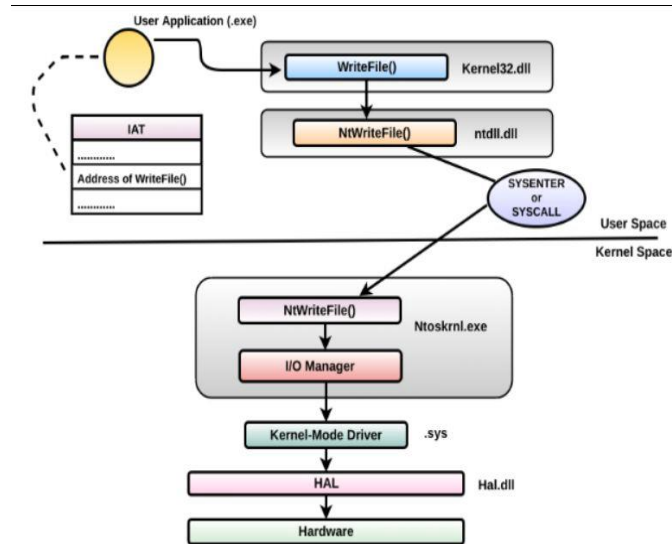 User Application (.exe)
WriteFile()
Kernel32.dll
NtWriteFile()
ntdll.dll
IAT
............
Address of WriteFile()
............
SYSENTER
or
SYSCALL
User Space
Kernel Space
NtWriteFile()
Ntoskrnl.exe
I/O Manager
Kernel-Mode Driver
.sys
HAL
Hal.dll
Hardware